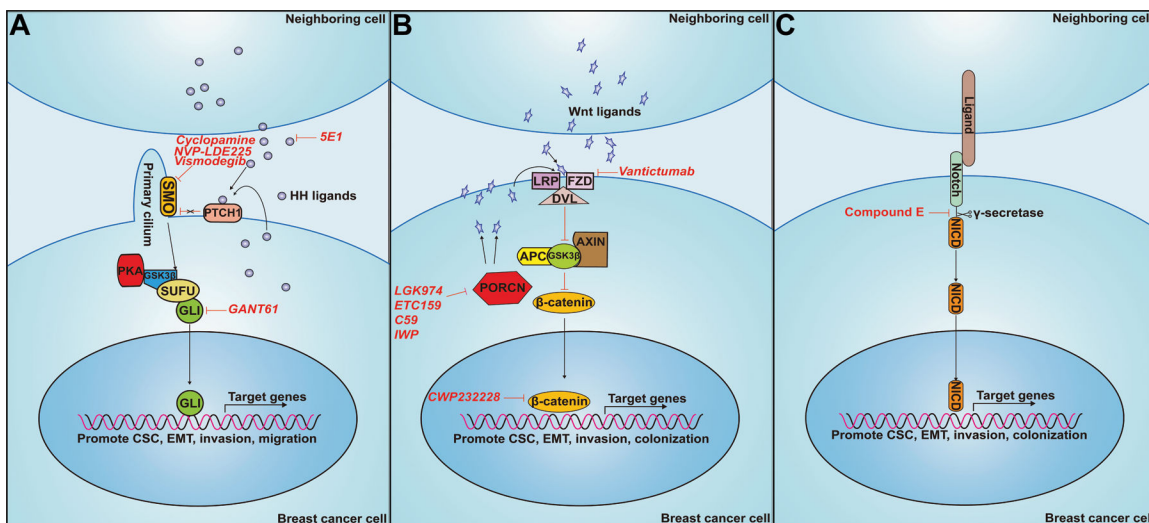 A
Neighboring cell
Cyclopamine
NVP-LDE225
Vismodegib
5E1
Primary cilium
SMO
HH ligands
PTCH1
PKA
GSK3β
SUFU
GLI
GANT61
GLI
Target genes
Promote CSC, EMT, invasion, migration
Breast cancer cell
B
Neighboring cell
Wnt ligands
LRP
FZD
Vantictumab
DVL
APC
GSK3β
AXIN
LGK974
ETC159
C59
IWP
PORCN
β-catenin
CWP232228
β-catenin
Target genes
Promote CSC, EMT, invasion, colonization
Breast cancer cell
C
Neighboring cell
Ligand
Notch
Compound E
γ-secretase
NICD
NICD
NICD
Target genes
Promote CSC, EMT, invasion, colonization
Breast cancer cell